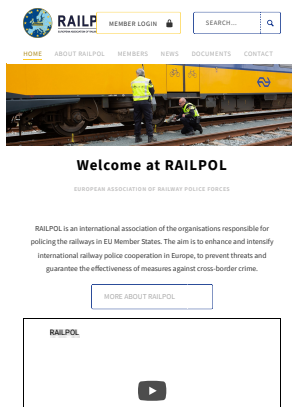 RAILP
MEMBER LOGIN
SEARCH...
HOME ABOUT RAILPOL MEMBERS NEWS DOCUMENTS CONTACT
Welcome at RAILPOL
EUROPEAN ASSOCIATION OF RAILWAY POLICE FORCES
RAILPOL is an international association of the organisations responsible for
policing the railways in EU Member States. The aim is to enhance and intensify
international railway police cooperation in Europe, to prevent threats and
guarantee the effectiveness of measures against cross-border crime.
MORE ABOUT RAILPOL
RAILPOL